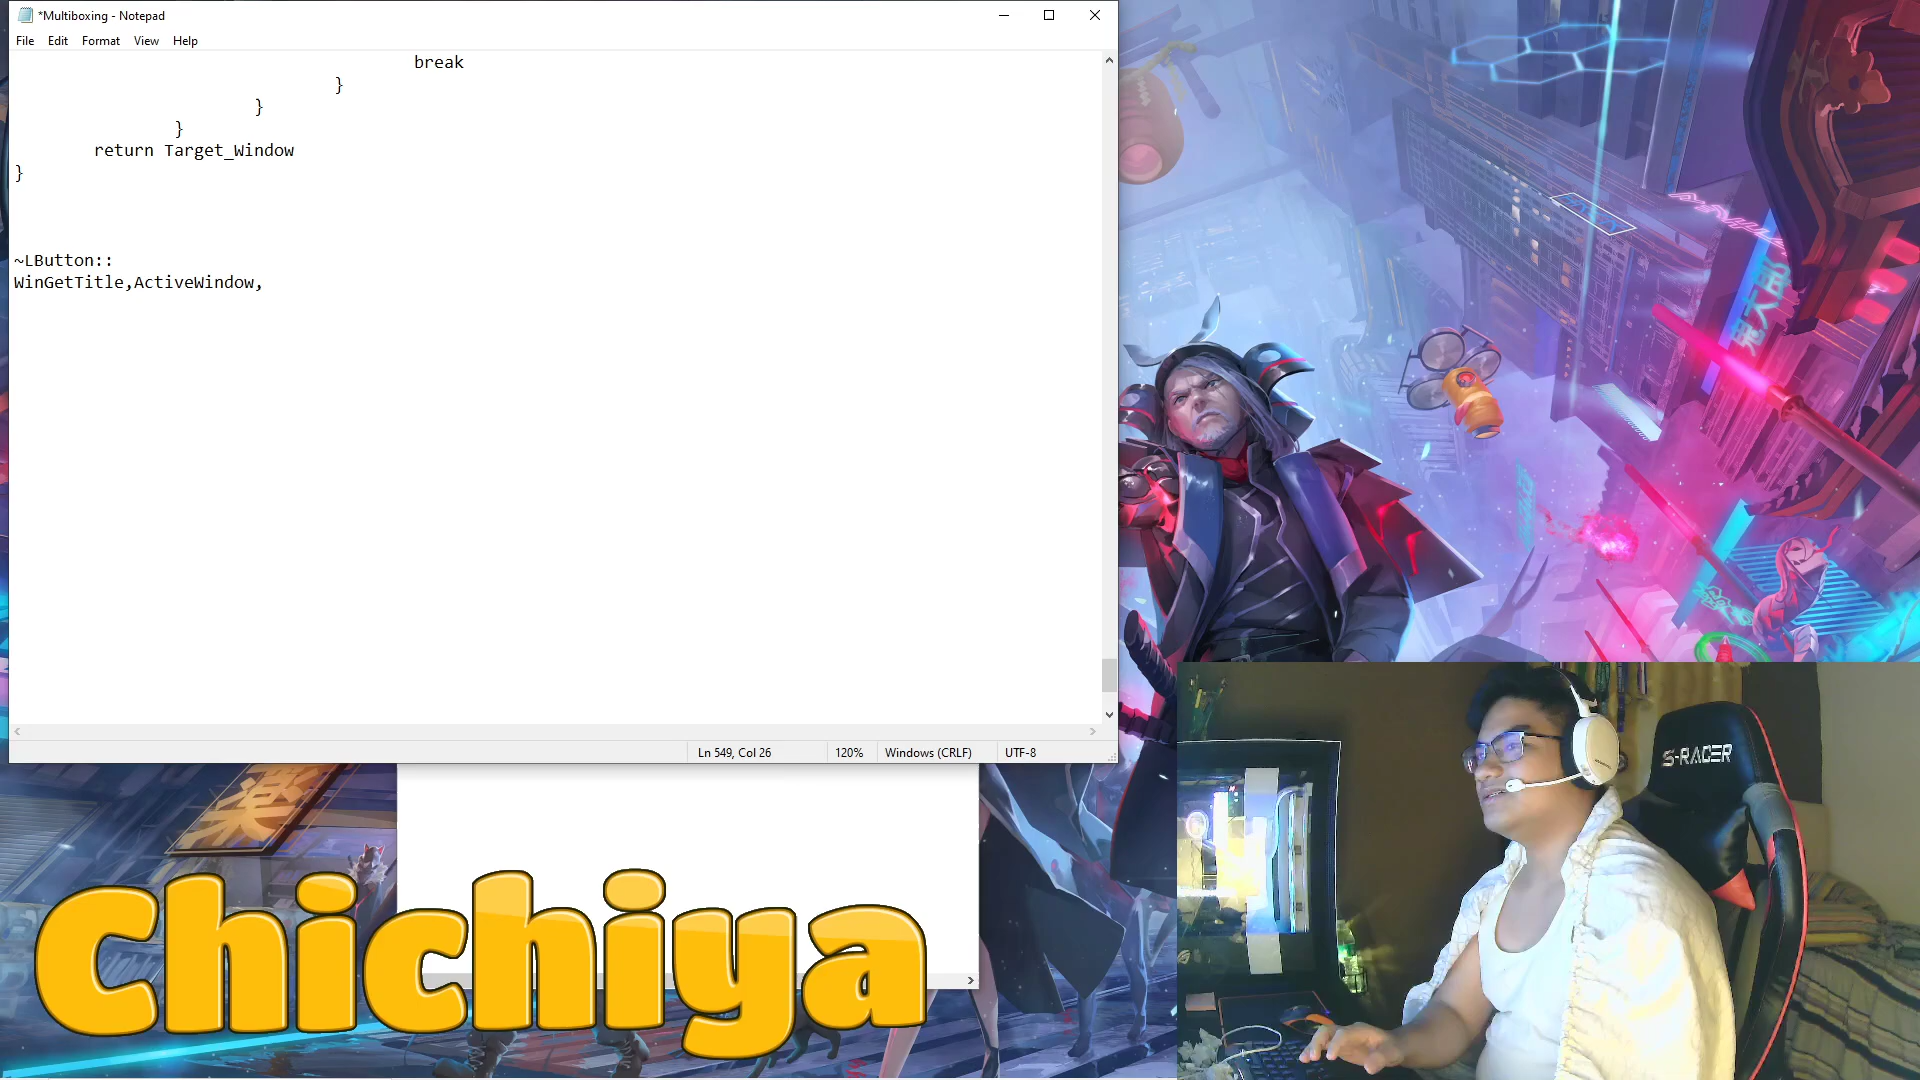 *Multiboxing - Notepad
File Edit Format View Help
break
}
}
}
return Target_Window
}
~LButton::
WinGetTitle,ActiveWindow,
Ln 549, Col 26 120% Windows (CRLF) UTF-8
S-RACER
Chichiya